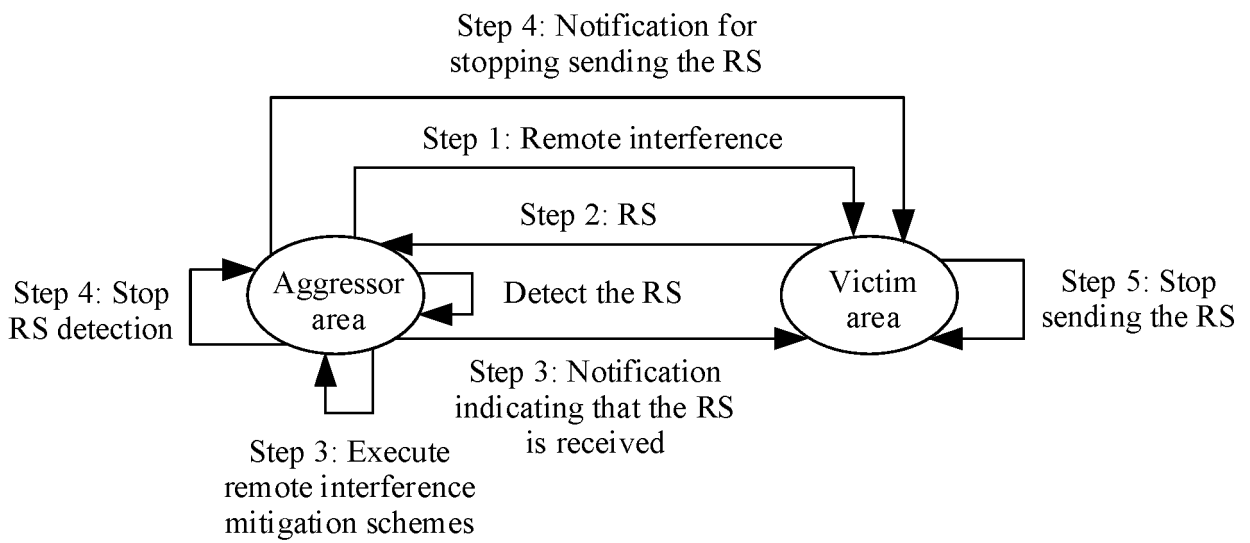 Step 4: Notification for
stopping sending the RS
Step 1: Remote interference
Step 2: RS
Aggressor
area
Victim
area
Step 4: Stop
RS detection
Detect the RS
Step 5: Stop
sending the RS
Step 3: Notification
indicating that the RS
is received
Step 3: Execute
remote interference
mitigation schemes